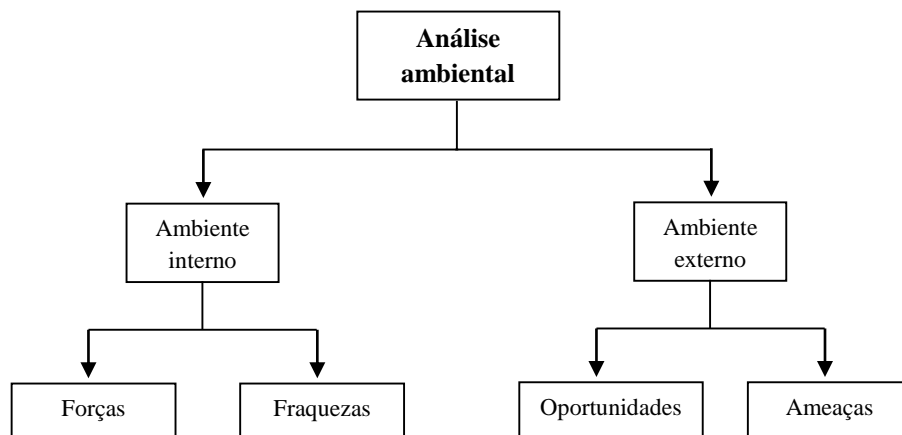 Análise
ambiental
Ambiente
interno
Ambiente
externo
Forças
Fraquezas
Oportunidades
Ameaças